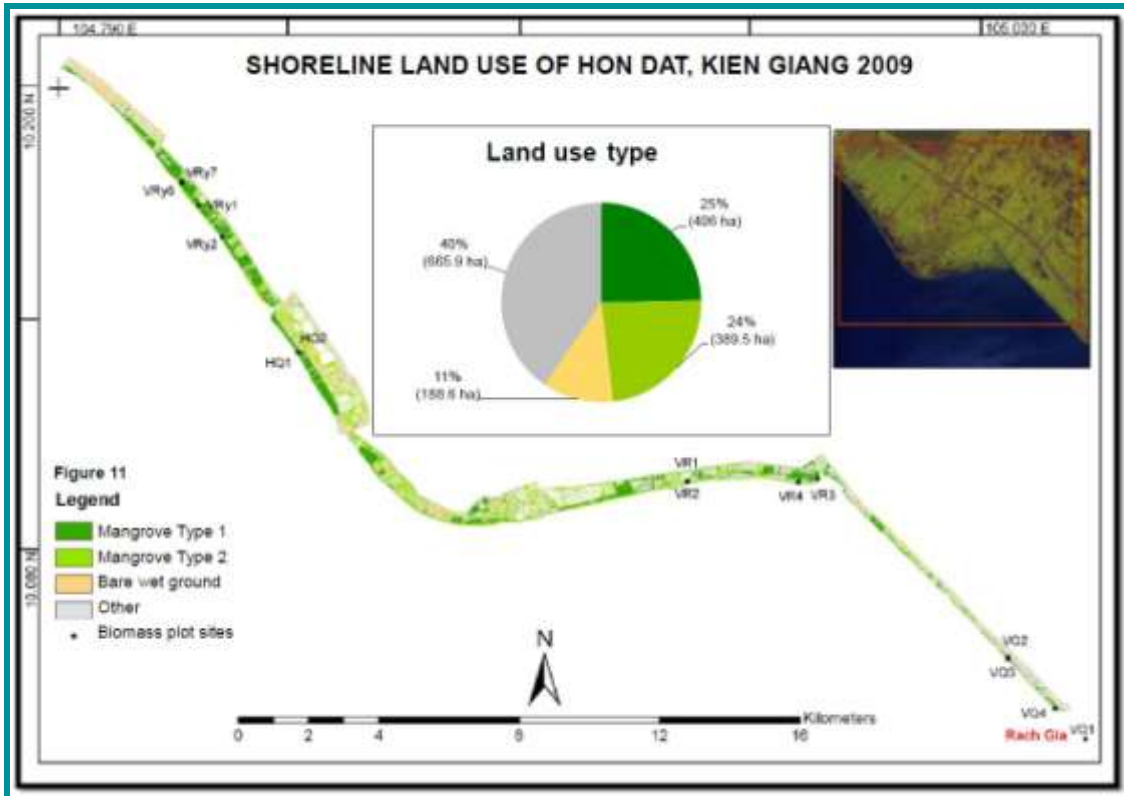 104.790 E
105.020 E
SHORELINE LAND USE OF HON DAT, KIEN GIANG 2009
10.200 N
Land use type
25%
(406 ha)
40%
(665.9 ha)
24%
(389.5 ha)
11%
(188.6 ha)
VRy7
VRy6
VRy1
VRy2
HQ2
HQ1
VR1
VR2
VR4
VR3
Figure 11
Legend
Mangrove Type 1
Mangrove Type 2
Bare wet ground
Other
Biomass plot sites
10.080 N
N
Kilometers
0 2 4 8 12 16
VQ2
VQ3
VQ4
VQ1
Rach Gia